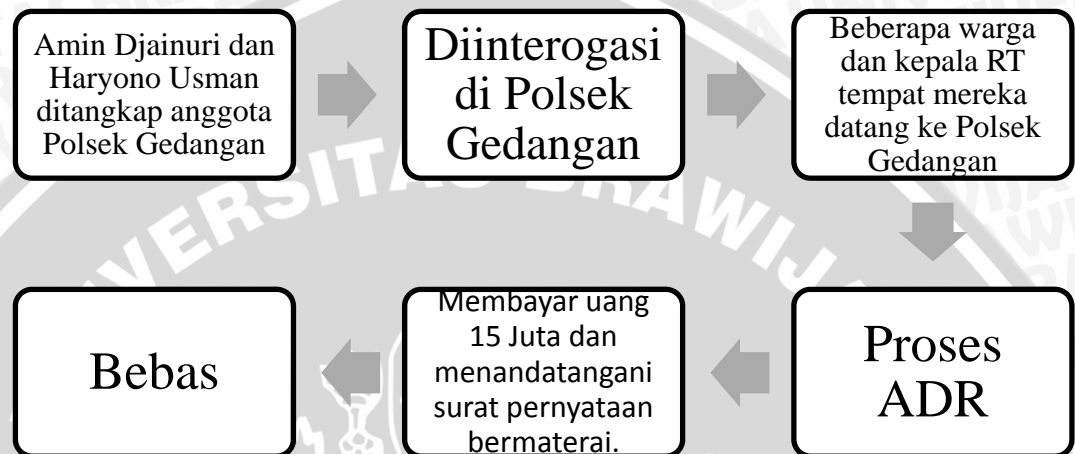 Amin Djainuri dan
Haryono Usman
ditangkap anggota
Polsek Gedangan
Diinterogasi
di Polsek
Gedangan
Beberapa warga
dan kepala RT
tempat mereka
datang ke Polsek
Gedangan
Proses
ADR
Membayar uang
15 Juta dan
menandatangani
surat pernyataan
bermaterai.
Bebas